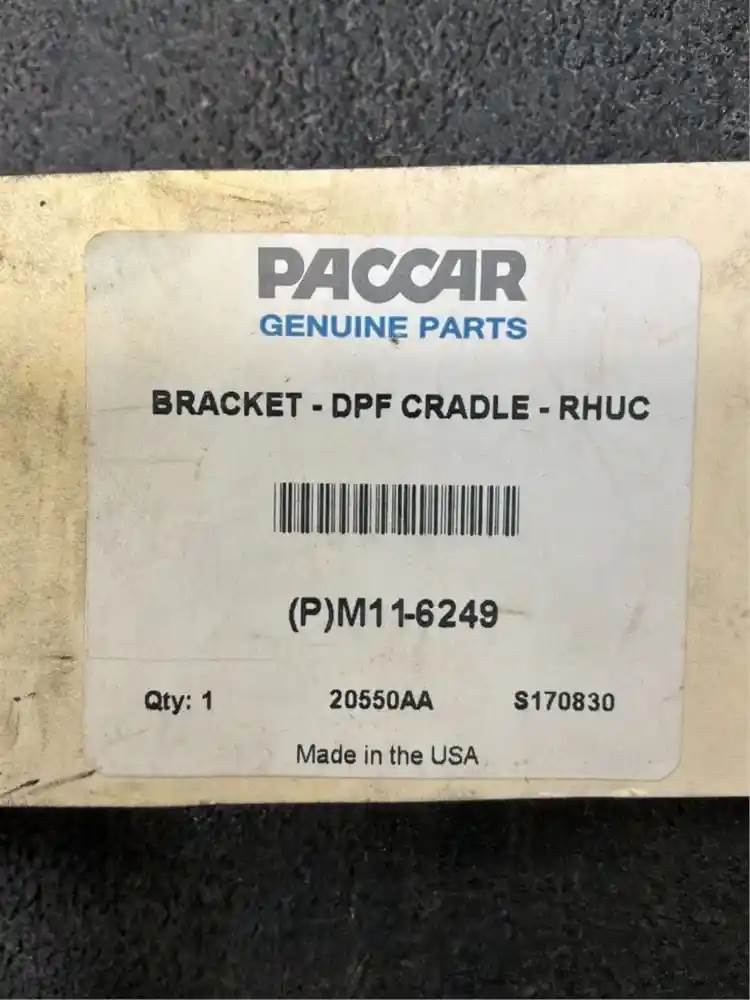 PACCAR
GENUINE PARTS
BRACKET - DPF CRADLE - RHUC
(P)M11-6249
Qty: 1 20550AA S170830
Made in the USA